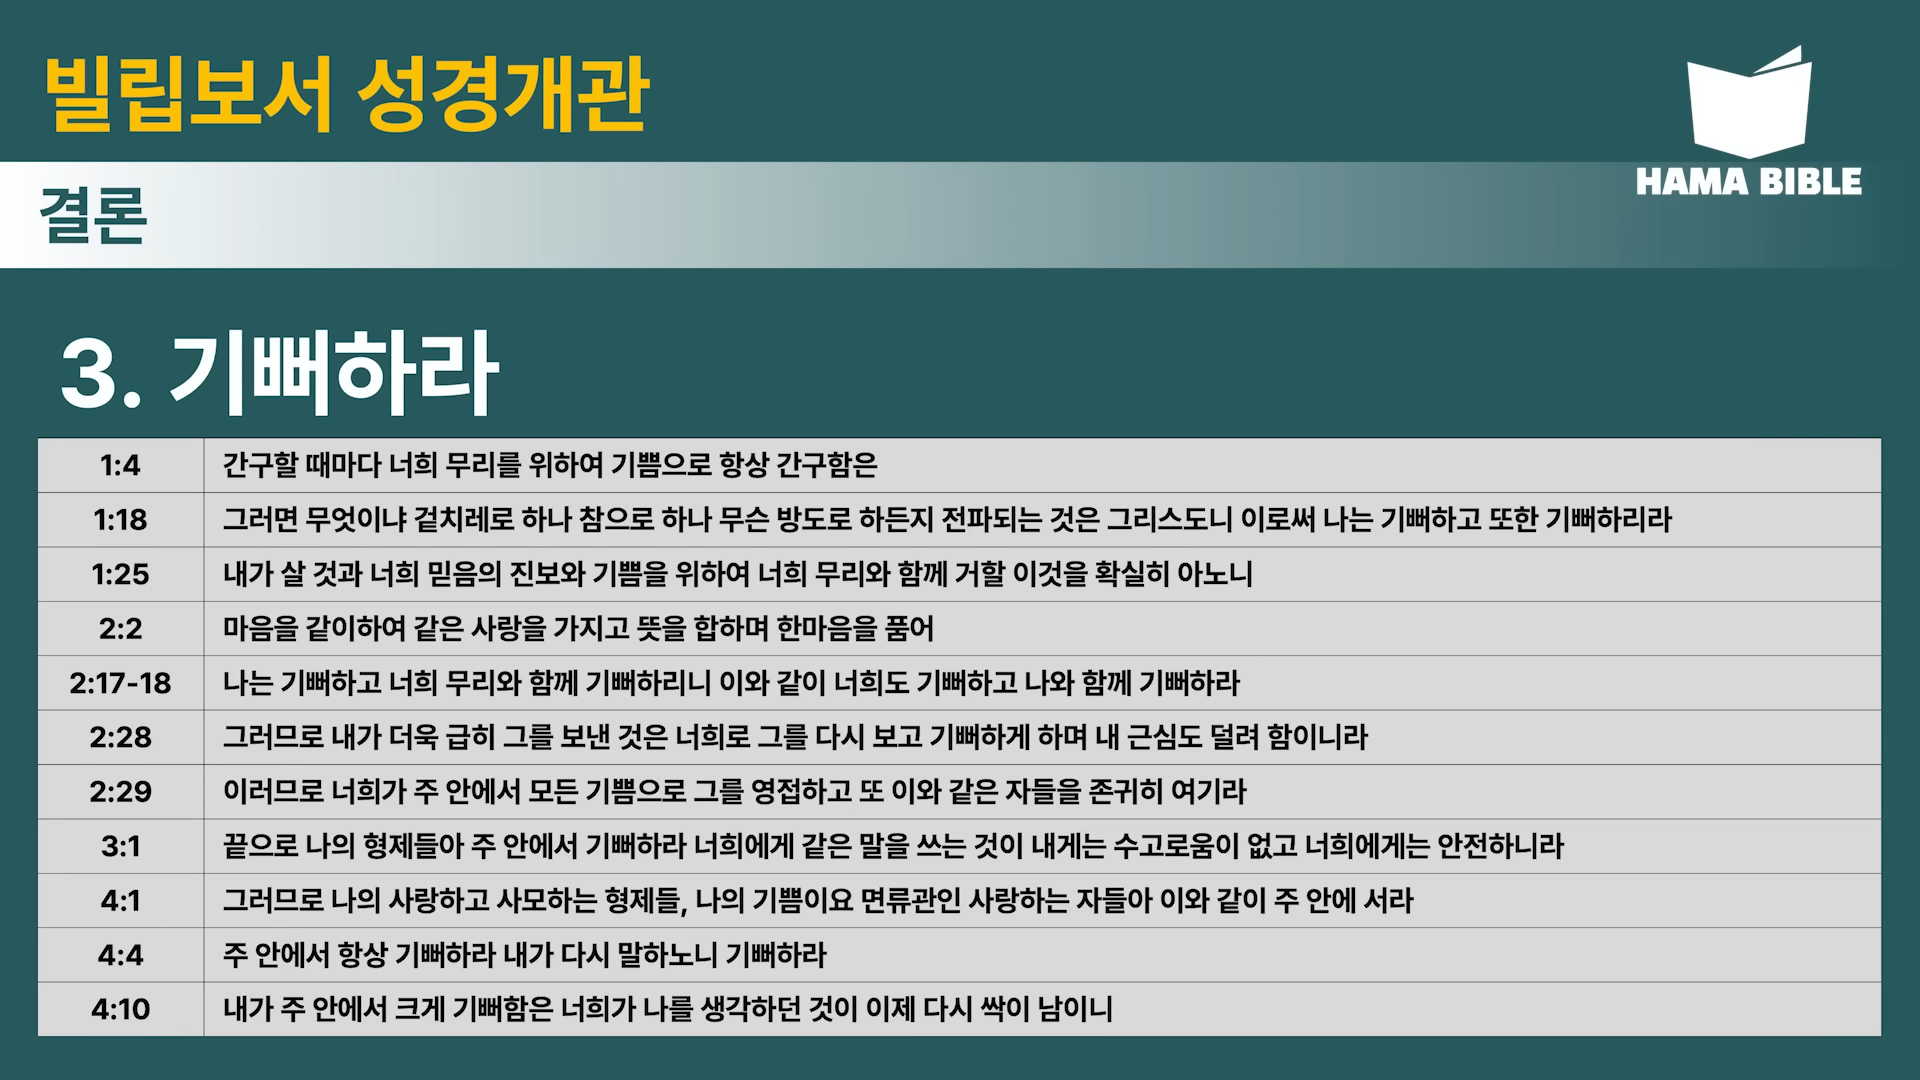 빌립보서 성경개관
HAMA BIBLE
결론
3. 기뻐하라
1:4 간구할 때마다 너희 무리를 위하여 기쁨으로 항상 간구함은
1:18 그러면 무엇이냐 겉치레로 하나 참으로 하나 무슨 방도로 하든지 전파되는 것은 그리스도니 이로써 나는 기뻐하고 또한 기뻐하리라
1:25 내가 살 것과 너희 믿음의 진보와 기쁨을 위하여 너희 무리와 함께 거할 이것을 확실히 아노니
2:2 마음을 같이하여 같은 사랑을 가지고 뜻을 합하며 한마음을 품어
2:17-18 나는 기뻐하고 너희 무리와 함께 기뻐하리니 이와 같이 너희도 기뻐하고 나와 함께 기뻐하라
2:28 그러므로 내가 더욱 급히 그를 보낸 것은 너희로 그를 다시 보고 기뻐하게 하며 내 근심도 덜려 함이니라
2:29 이러므로 너희가 주 안에서 모든 기쁨으로 그를 영접하고 또 이와 같은 자들을 존귀히 여기라
3:1 끝으로 나의 형제들아 주 안에서 기뻐하라 너희에게 같은 말을 쓰는 것이 내게는 수고로움이 없고 너희에게는 안전하니라
4:1 그러므로 나의 사랑하고 사모하는 형제들, 나의 기쁨이요 면류관인 사랑하는 자들아 이와 같이 주 안에 서라
4:4 주 안에서 항상 기뻐하라 내가 다시 말하노니 기뻐하라
4:10 내가 주 안에서 크게 기뻐함은 너희가 나를 생각하던 것이 이제 다시 싹이 남이니